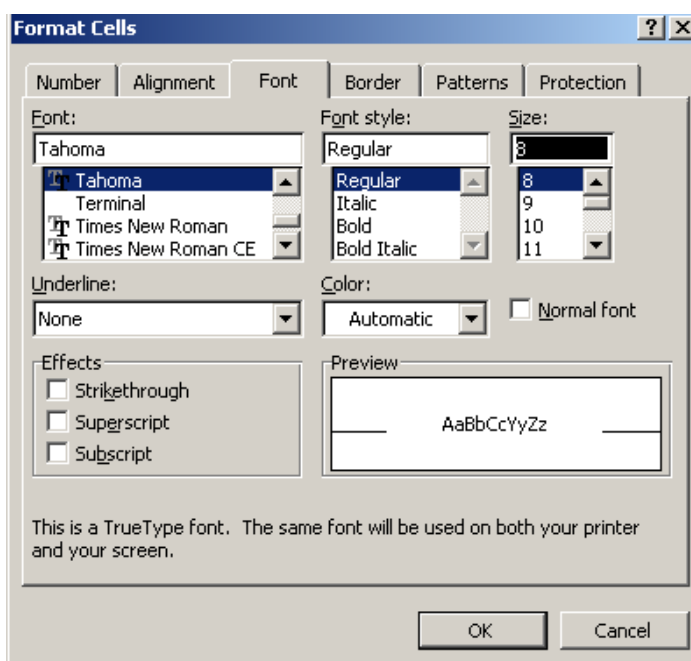 Format Cells
Number Alignment Font Border Patterns Protection
Font: Font style: Size:
Tahoma Regular 8
Tahoma Regular 8
Terminal Italic 9
Times New Roman Bold 10
Times New Roman CE Bold Italic 11
Underline: Color:
None Automatic Normal font
Effects Preview
Strikethrough
Superscript AaBbCcYyZz
Subscript
This is a TrueType font. The same font will be used on both your printer
and your screen.
OK Cancel